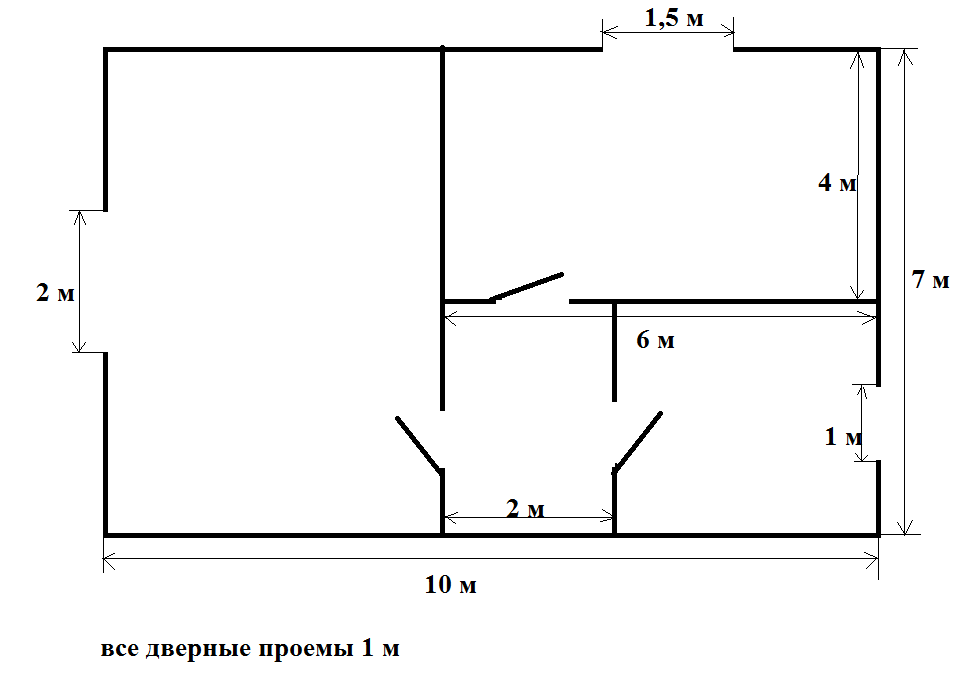 1,5 м
4 м
7 м
2 м
6 м
1 м
2 м
10 м
все дверные проемы 1 м